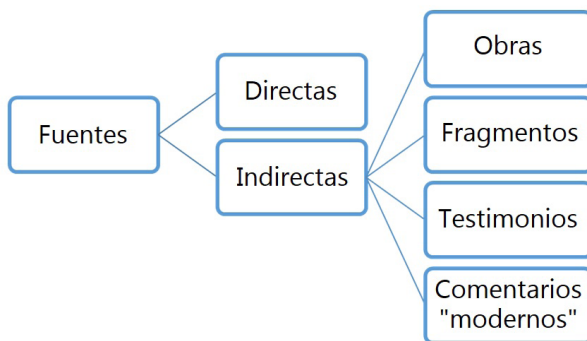 Fuentes
Directas
Indirectas
Obras
Fragmentos
Testimonios
Comentarios
"modernos"